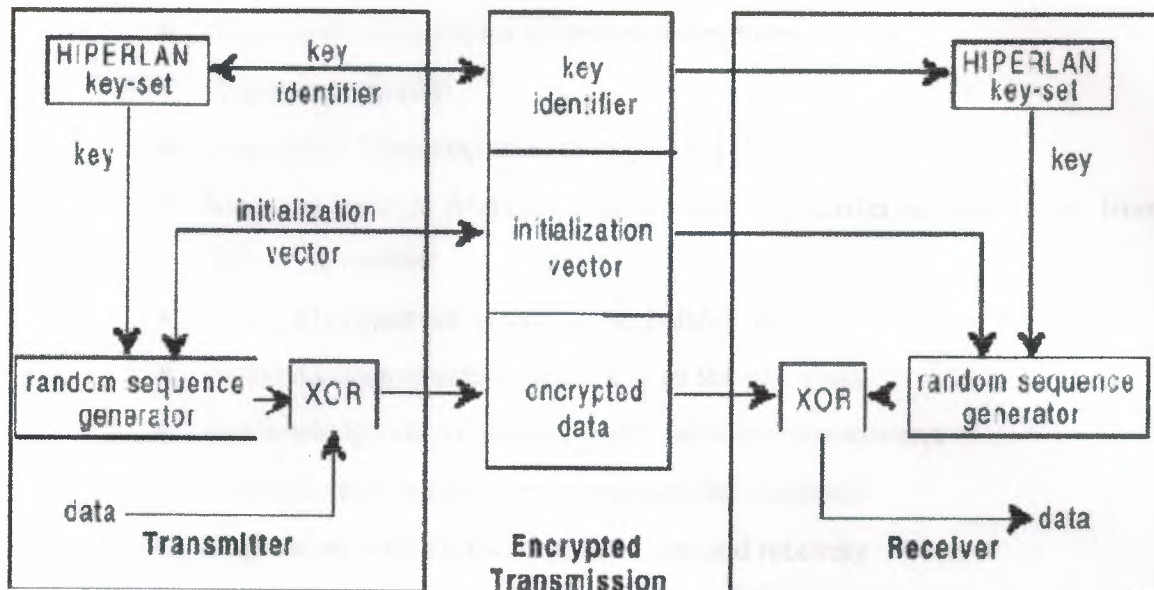 HIPERLAN
key-set
key
identifier
key
identifier
HIPERLAN
key-set
key
key
initialization
vector
initialization
vector
random sequence
generator
XOR
encrypted
data
XOR
random sequence
generator
data
data
Transmitter
Encrypted
Transmission
Receiver